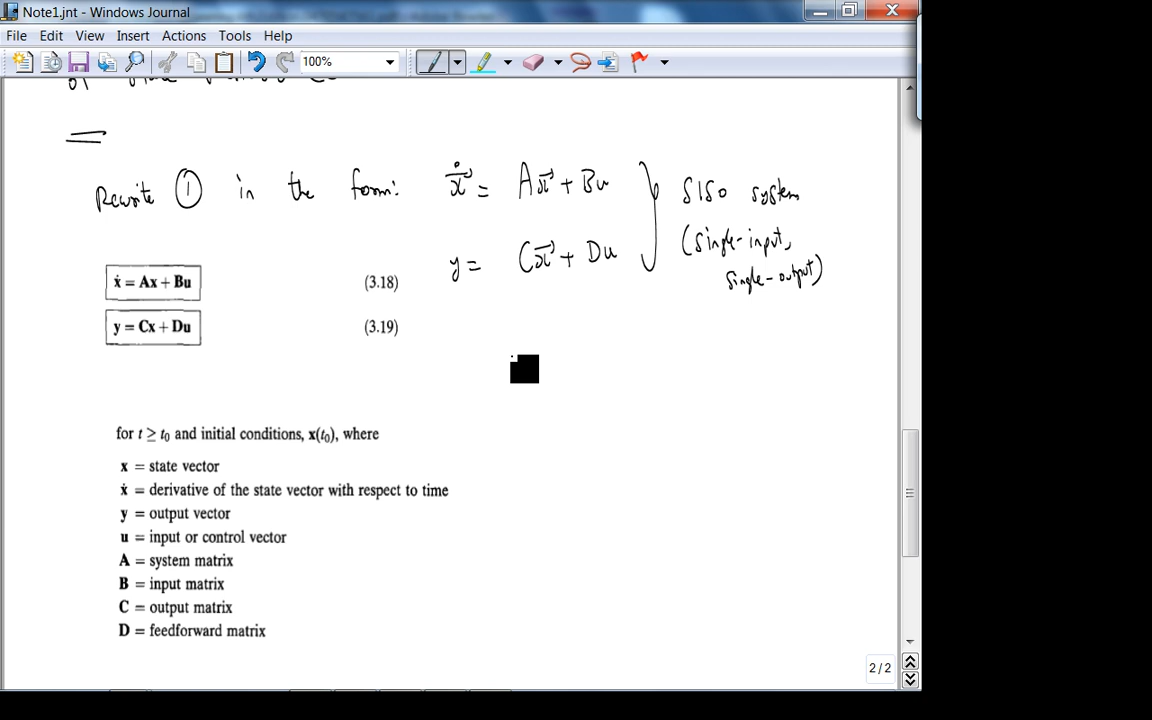 Note1.jnt - Windows Journal
File Edit View Insert Actions Tools Help
100%
of
Rewrite ① in the form: ẋ⃗ = Ax⃗ + Bu
y = Cx⃗ + Du
SISO system
(single-input,
single-output)
ẋ = Ax + Bu (3.18)
y = Cx + Du (3.19)
for t ≥ t₀ and initial conditions, x(t₀), where
x = state vector
ẋ = derivative of the state vector with respect to time
y = output vector
u = input or control vector
A = system matrix
B = input matrix
C = output matrix
D = feedforward matrix
2/2